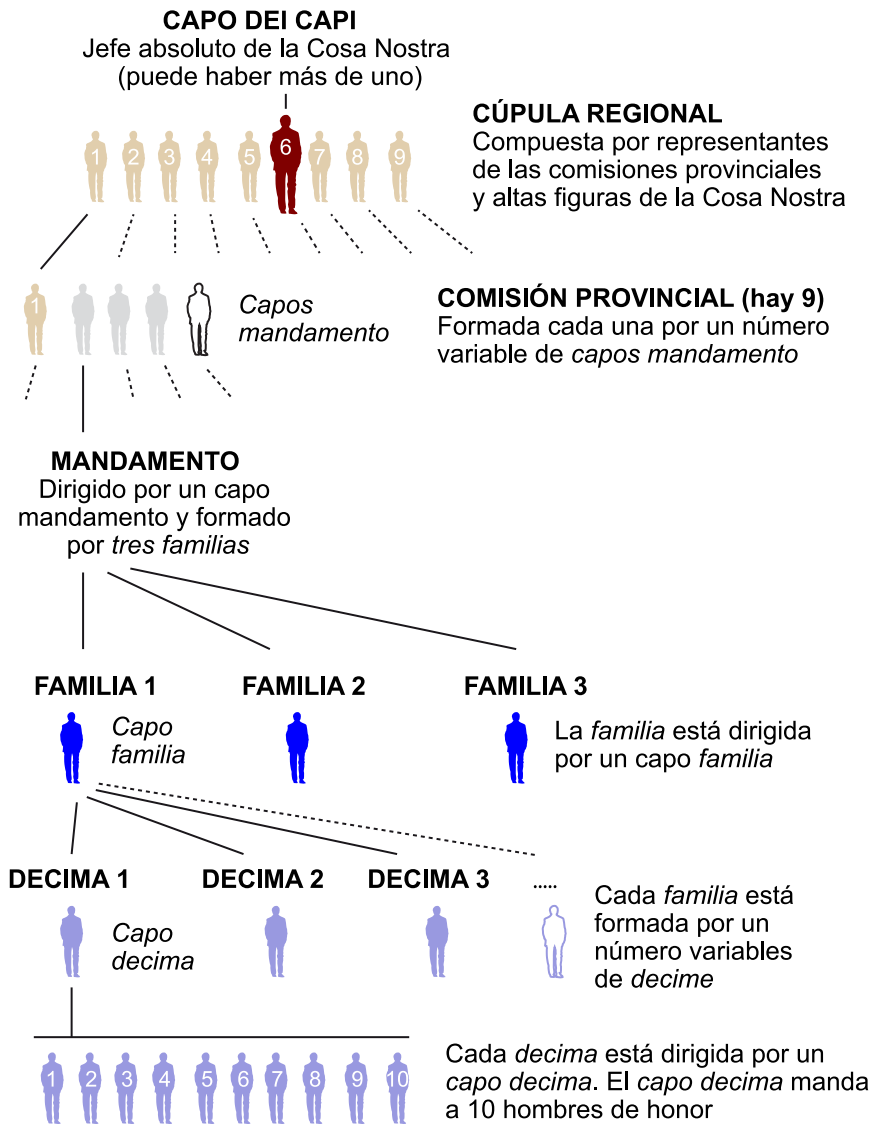 CAPO DEI CAPI
Jefe absoluto de la Cosa Nostra
(puede haber más de uno)
CÚPULA REGIONAL
Compuesta por representantes
de las comisiones provinciales
y altas figuras de la Cosa Nostra
1 2 3 4 5 6 7 8 9
1
Capos
mandamento
COMISIÓN PROVINCIAL (hay 9)
Formada cada una por un número
variable de capos mandamento
MANDAMENTO
Dirigido por un capo
mandamento y formado
por tres familias
FAMILIA 1
FAMILIA 2
FAMILIA 3
Capo
familia
La familia está dirigida
por un capo familia
DECIMA 1
DECIMA 2
DECIMA 3
.....
Capo
decima
Cada familia está
formada por un
número variables
de decime
1 2 3 4 5 6 7 8 9 10
Cada decima está dirigida por un
capo decima. El capo decima manda
a 10 hombres de honor